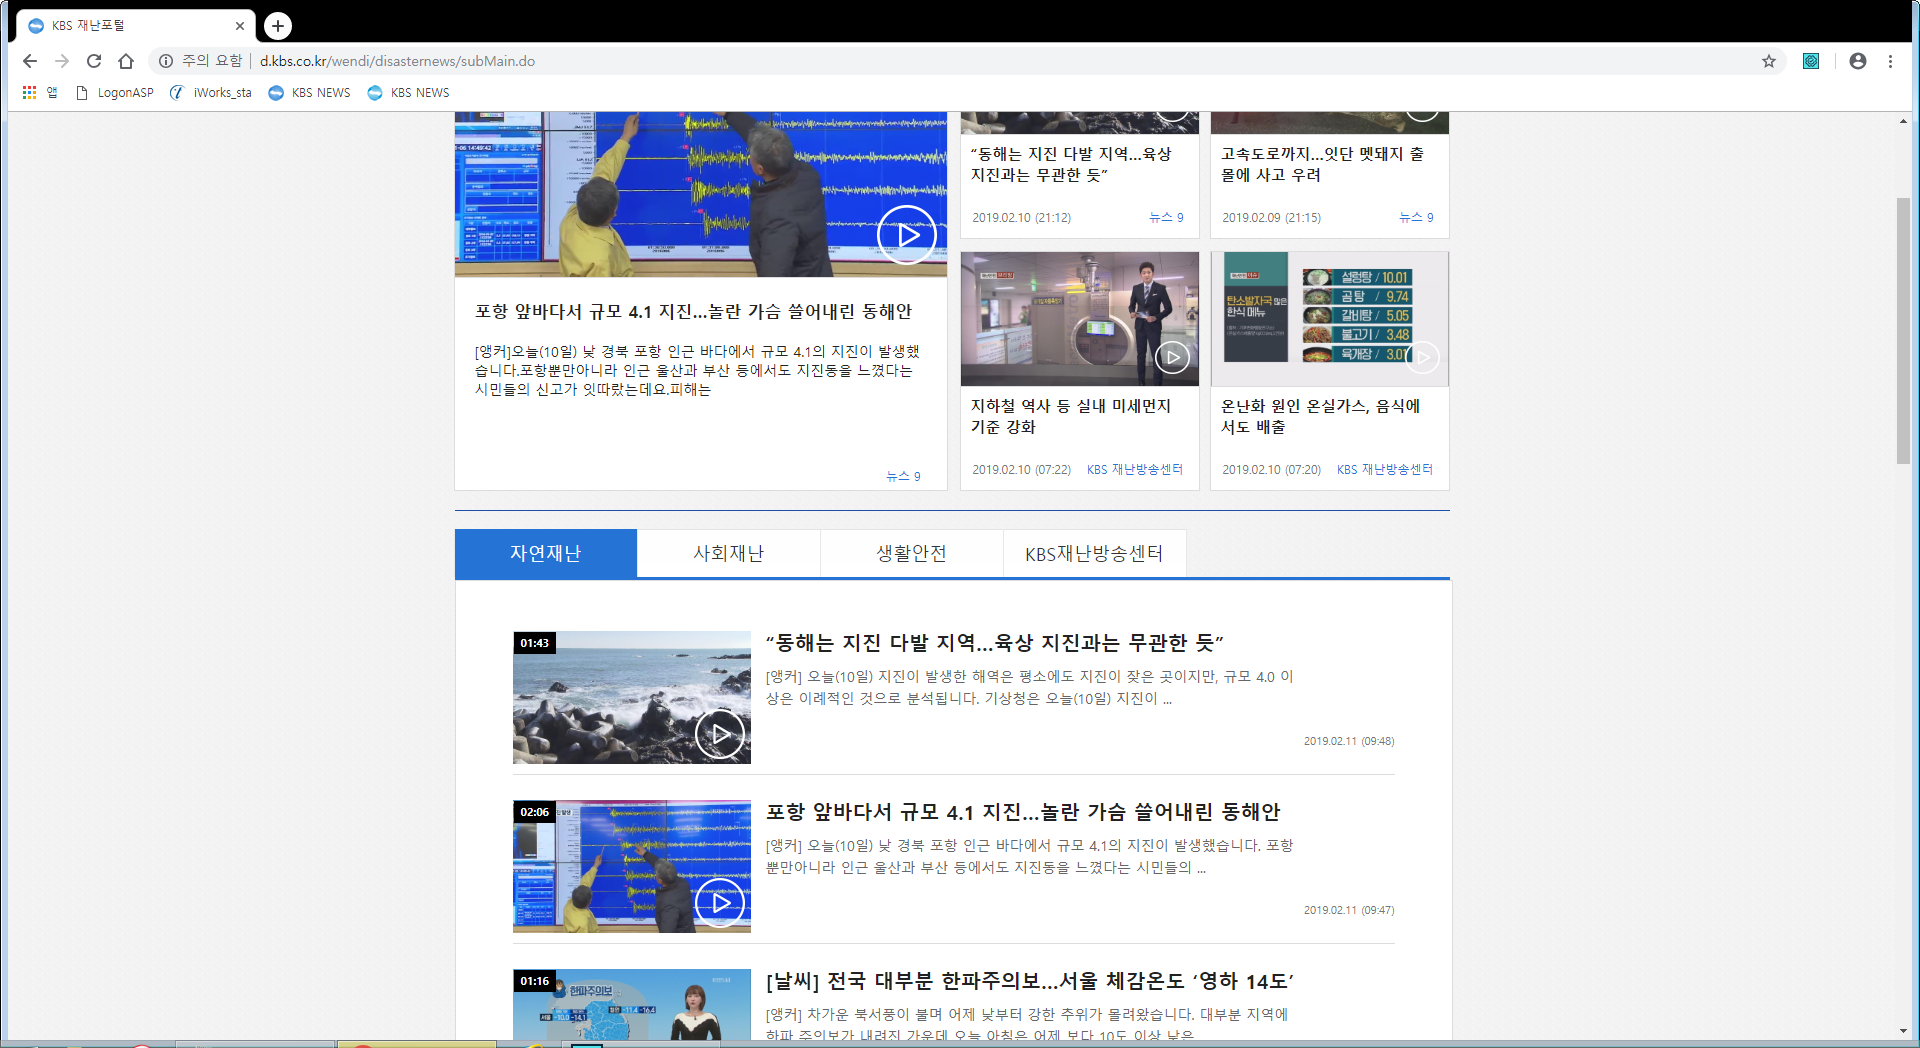 KBS 재난포털
주의 요함 | d.kbs.co.kr/wendi/disasternews/subMain.do
앱 LogonASP iWorks_sta KBS NEWS KBS NEWS
-06 14:49:42
포항 앞바다서 규모 4.1 지진...놀란 가슴 쓸어내린 동해안
[앵커]오늘(10일) 낮 경북 포항 인근 바다에서 규모 4.1의 지진이 발생했
습니다.포항뿐만아니라 인근 울산과 부산 등에서도 지진동을 느꼈다는
시민들의 신고가 잇따랐는데요.피해는
뉴스 9
“동해는 지진 다발 지역...육상
지진과는 무관한 듯”
2019.02.10 (21:12) 뉴스 9
고속도로까지...잇단 멧돼지 출
몰에 사고 우려
2019.02.09 (21:15) 뉴스 9
지하철 역사 등 실내 미세먼지
기준 강화
2019.02.10 (07:22) KBS 재난방송센터
탄소발자국 많은
한식 메뉴
설렁탕 / 10.01
곰탕 / 9.74
갈비탕 / 5.05
불고기 / 3.48
육개장 / 3.01
온난화 원인 온실가스, 음식에
서도 배출
2019.02.10 (07:20) KBS 재난방송센터
자연재난 사회재난 생활안전 KBS재난방송센터
01:43
“동해는 지진 다발 지역...육상 지진과는 무관한 듯”
[앵커] 오늘(10일) 지진이 발생한 해역은 평소에도 지진이 잦은 곳이지만, 규모 4.0 이
상은 이례적인 것으로 분석됩니다. 기상청은 오늘(10일) 지진이 ...
2019.02.11 (09:48)
02:06
포항 앞바다서 규모 4.1 지진...놀란 가슴 쓸어내린 동해안
[앵커] 오늘(10일) 낮 경북 포항 인근 바다에서 규모 4.1의 지진이 발생했습니다. 포항
뿐만아니라 인근 울산과 부산 등에서도 지진동을 느꼈다는 시민들의 ...
2019.02.11 (09:47)
01:16
한파주의보
서울 -10.0 -14.1
-11.4 -16.4
[날씨] 전국 대부분 한파주의보...서울 체감온도 ‘영하 14도’
[앵커] 차가운 북서풍이 불며 어제 낮부터 강한 추위가 몰려왔습니다. 대부분 지역에
한파 주의보가 내려진 가운데 오늘 아침은 어제 보다 10도 이상 낮은